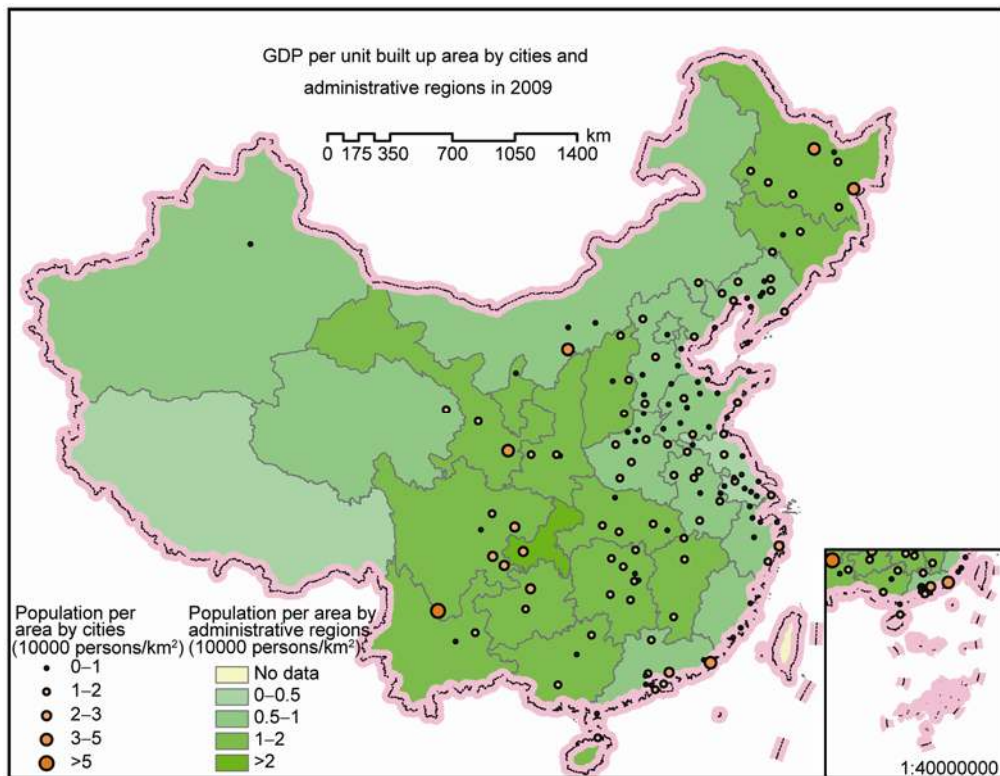 GDP per unit built up area by cities and
administrative regions in 2009
km
0 175 350 700 1050 1400
Population per
area by cities
(10000 persons/km²)
0–1
1–2
2–3
3–5
>5
Population per area by
administrative regions
(10000 persons/km²)
No data
0–0.5
0.5–1
1–2
>2
1:40000000